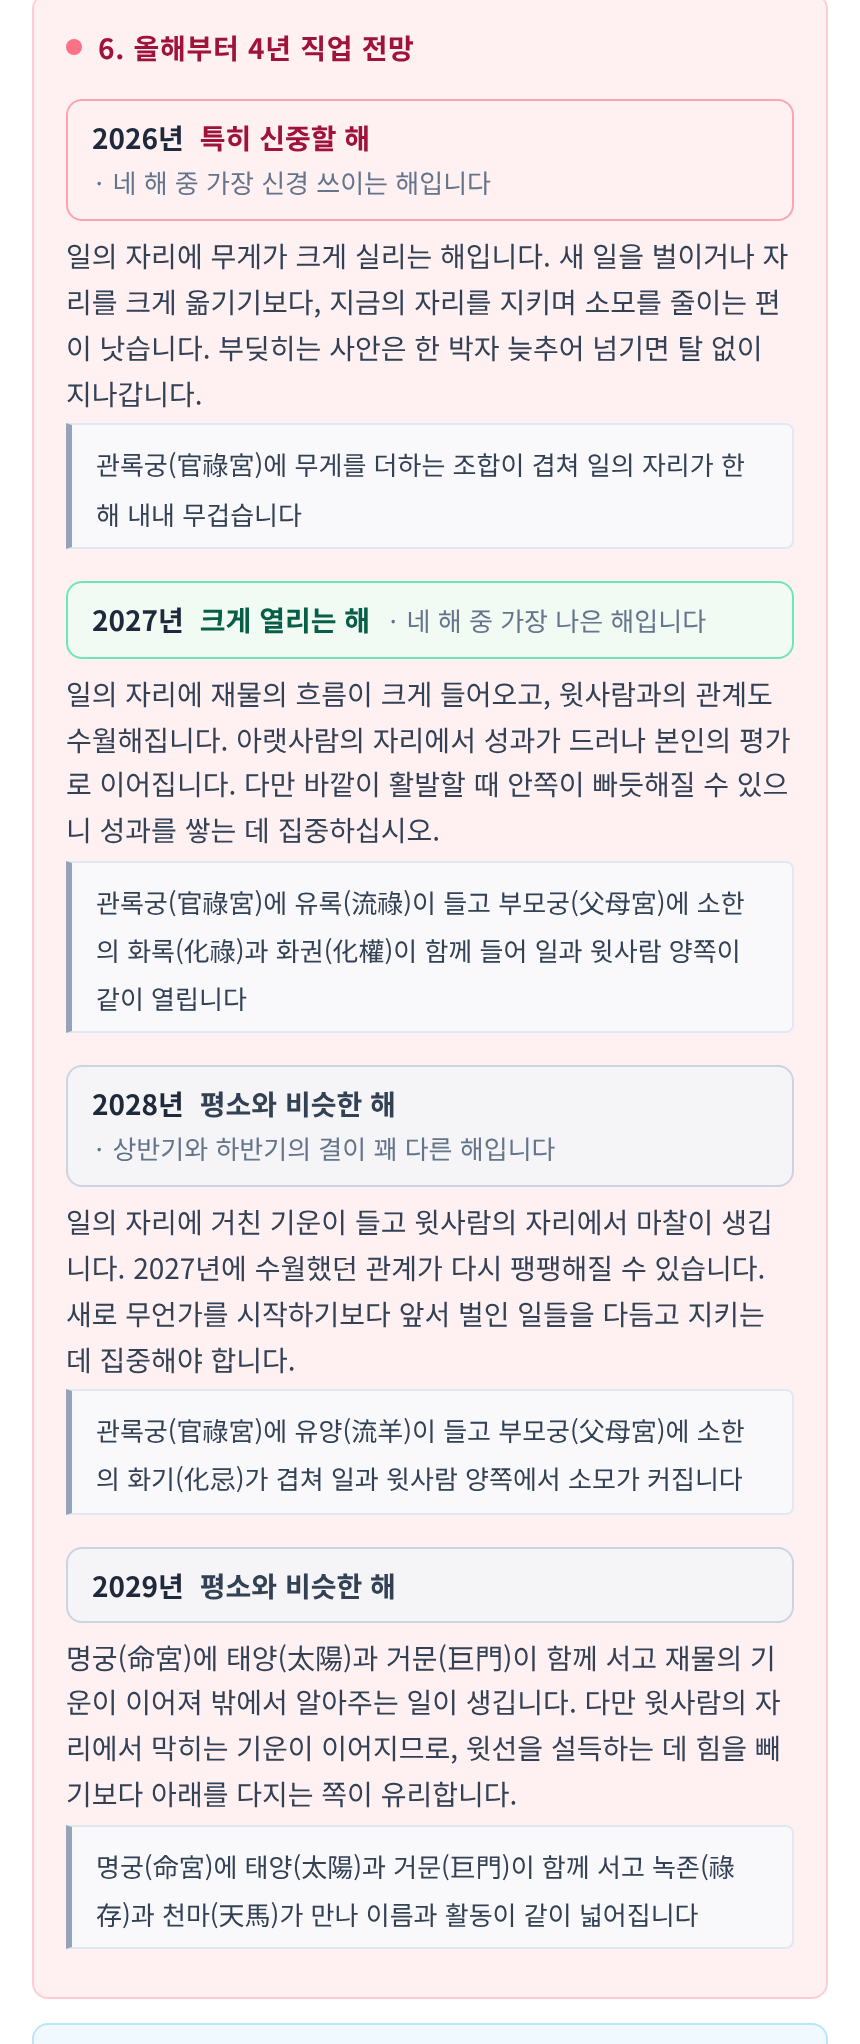 6. 올해부터 4년 직업 전망
2026년 특히 신중할 해
· 네 해 중 가장 신경 쓰이는 해입니다
일의 자리에 무게가 크게 실리는 해입니다. 새 일을 벌이거나 자
리를 크게 옮기기보다, 지금의 자리를 지키며 소모를 줄이는 편
이 낫습니다. 부딪히는 사안은 한 박자 늦추어 넘기면 탈 없이
지나갑니다.
관록궁(官祿宮)에 무게를 더하는 조합이 겹쳐 일의 자리가 한
해 내내 무겁습니다
2027년 크게 열리는 해 · 네 해 중 가장 나은 해입니다
일의 자리에 재물의 흐름이 크게 들어오고, 윗사람과의 관계도
수월해집니다. 아랫사람의 자리에서 성과가 드러나 본인의 평가
로 이어집니다. 다만 바깥이 활발할 때 안쪽이 빠듯해질 수 있으
니 성과를 쌓는 데 집중하십시오.
관록궁(官祿宮)에 유록(流祿)이 들고 부모궁(父母宮)에 소한
의 화록(化祿)과 화권(化權)이 함께 들어 일과 윗사람 양쪽이
같이 열립니다
2028년 평소와 비슷한 해
· 상반기와 하반기의 결이 꽤 다른 해입니다
일의 자리에 거친 기운이 들고 윗사람의 자리에서 마찰이 생깁
니다. 2027년에 수월했던 관계가 다시 팽팽해질 수 있습니다.
새로 무언가를 시작하기보다 앞서 벌인 일들을 다듬고 지키는
데 집중해야 합니다.
관록궁(官祿宮)에 유양(流羊)이 들고 부모궁(父母宮)에 소한
의 화기(化忌)가 겹쳐 일과 윗사람 양쪽에서 소모가 커집니다
2029년 평소와 비슷한 해
명궁(命宮)에 태양(太陽)과 거문(巨門)이 함께 서고 재물의 기
운이 이어져 밖에서 알아주는 일이 생깁니다. 다만 윗사람의 자
리에서 막히는 기운이 이어지므로, 윗선을 설득하는 데 힘을 빼
기보다 아래를 다지는 쪽이 유리합니다.
명궁(命宮)에 태양(太陽)과 거문(巨門)이 함께 서고 녹존(祿
存)과 천마(天馬)가 만나 이름과 활동이 같이 넓어집니다